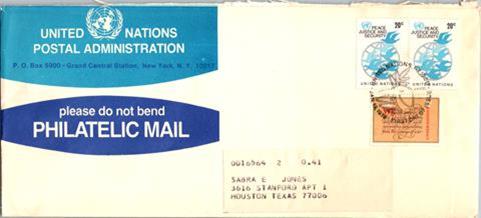 UNITED NATIONS
POSTAL ADMINISTRATION
P. O. Box 5900 - Grand Central Station, New York, N. Y. 10017
please do not bend
PHILATELIC MAIL
20c
PEACE
JUSTICE AND
SECURITY
UNITED NATIONS
20c
PEACE
JUSTICE AND
SECURITY
UNITED NATIONS
0016964 2 0.41
SABRA E JONES
3616 STANFORD APT 1
HOUSTON TEXAS 77006